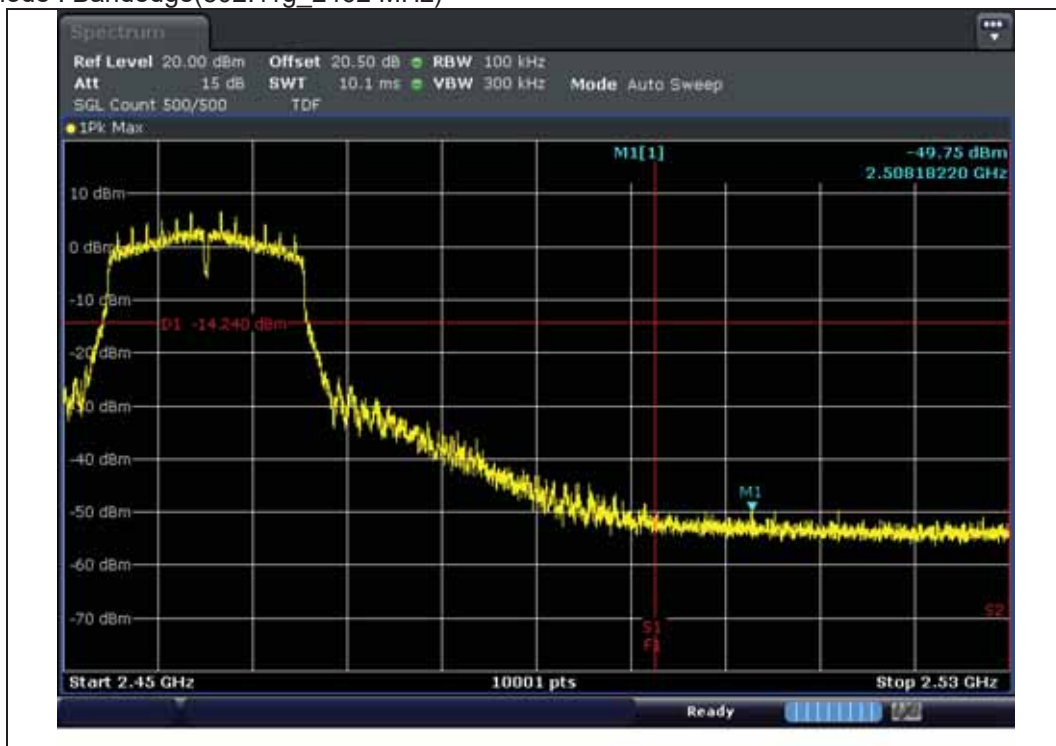 Bandedge(802.11g_2462 MHz)
Spectrum
Ref Level 20.00 dBm Offset 20.50 dB RBW 100 kHz
Att 15 dB SWT 10.1 ms VBW 300 kHz Mode Auto Sweep
SGL Count 500/500 TDF
1Pk Max
M1[1] -49.75 dBm
2.50818220 GHz
10 dBm
0 dBm
-10 dBm
D1 -14.240 dBm
-20 dBm
-30 dBm
-40 dBm
M1
-50 dBm
-60 dBm
-70 dBm
S2
S1
F1
Start 2.45 GHz 10001 pts Stop 2.53 GHz
Ready